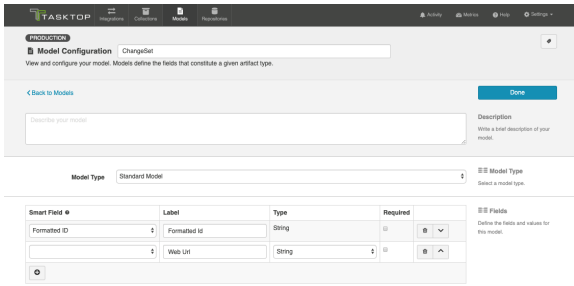 TASKTOP
Integrations
Collections
Models
Repositories
Activity
Metrics
Help
Settings
PRODUCTION
Model Configuration ChangeSet
View and configure your model. Models define the fields that constitute a given artifact type.
Back to Models
Done
Describe your model
Description
Write a brief description of your
model.
Model Type Standard Model
Model Type
Select a model type.
Smart Field Label Type Required
Formatted ID Formatted Id String
Web Url String
Fields
Define the fields and values for
this model.